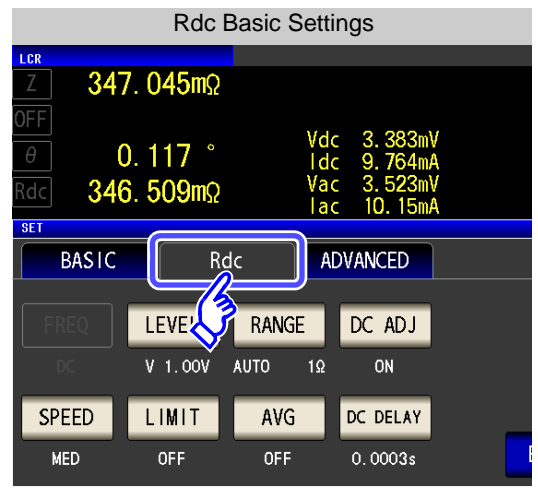 Rdc Basic Settings
LCR
Z 347.045mΩ
OFF
θ 0.117 ° Vdc 3.383mV
Idc 9.764mA
Rdc 346.509mΩ Vac 3.523mV
Iac 10.15mA
SET
BASIC Rdc ADVANCED
FREQ LEVEL RANGE DC ADJ
DC V 1.00V AUTO 1Ω ON
SPEED LIMIT AVG DC DELAY
MED OFF OFF 0.0003s